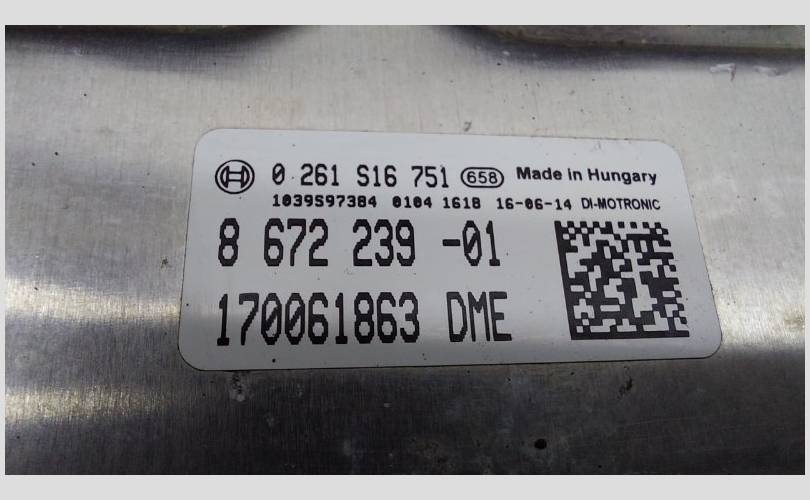 0 261 S16 751 658 Made in Hungary
1039S97384 0104 1618 16-06-14 DI-MOTRONIC
8 672 239 -01
170061863 DME